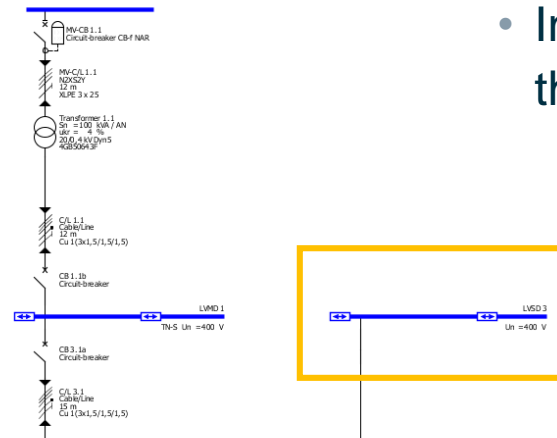 MV-CB 1.1
Circuit-breaker CB-f NAR
MV-C/L 1.1
N2XS2Y
12 m
XLPE 3 x 25
Transformer 1.1
Sn =100 kVA / AN
ukr = 4 %
20/0,4 kV Dyn5
4GB50643F
C/L 1.1
Cable/Line
12 m
Cu 1(3x1,5/1,5/1,5)
CB 1.1b
Circuit-breaker
LVMD 1
TN-S Un =400 V
CB 3.1a
Circuit-breaker
C/L 3.1
Cable/Line
15 m
Cu 1(3x1,5/1,5/1,5)
LVSD 3
Un =400 V